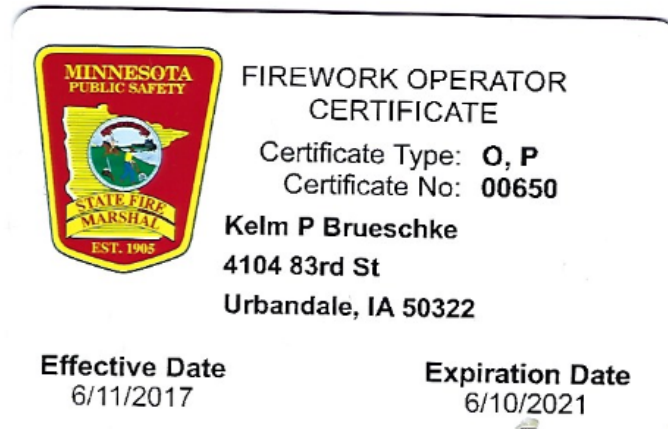 MINNESOTA
PUBLIC SAFETY
STATE FIRE
MARSHAL
EST. 1905
FIREWORK OPERATOR
CERTIFICATE
Certificate Type: O, P
Certificate No: 00650
Kelm P Brueschke
4104 83rd St
Urbandale, IA 50322
Effective Date
6/11/2017
Expiration Date
6/10/2021